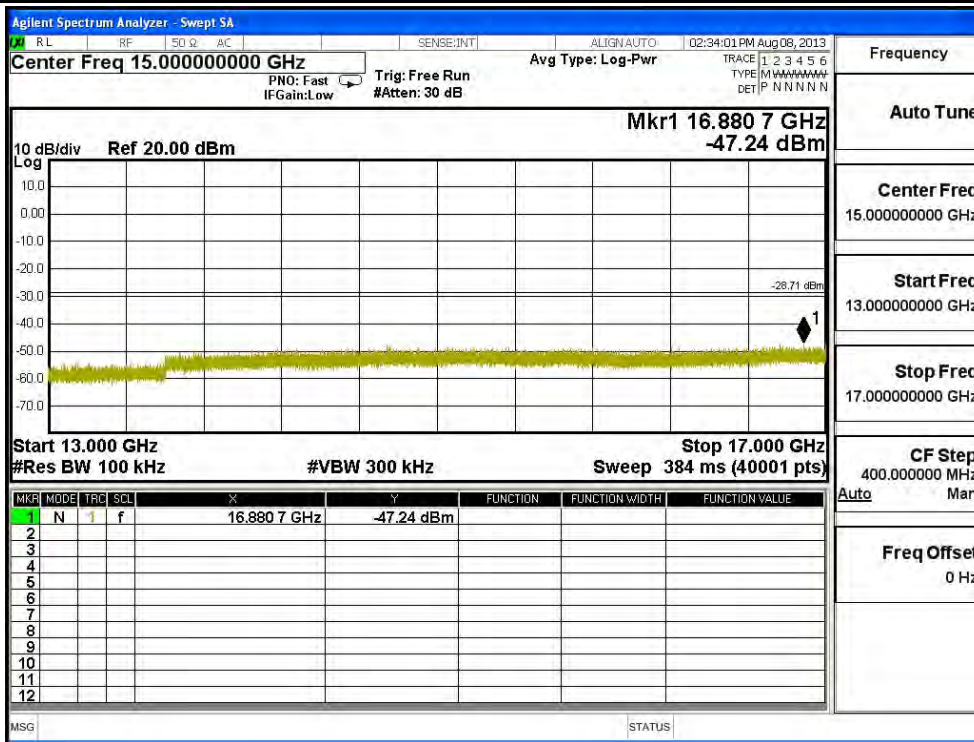 Agilent Spectrum Analyzer - Swept SA
RL RF 50 Ω AC SENSE:INT ALIGNAUTO 02:34:01 PM Aug 08, 2013
Center Freq 15.000000000 GHz
PNO: Fast
IFGain:Low
Trig: Free Run
#Atten: 30 dB
Avg Type: Log-Pwr
TRACE 1 2 3 4 5 6
TYPE
DET P N N N N N
Mkr1 16.880 7 GHz
-47.24 dBm
10 dB/div Ref 20.00 dBm
Log
10.0
0.00
-10.0
-20.0
-28.71 dBm
-30.0
1
-40.0
-50.0
-60.0
-70.0
Start 13.000 GHz Stop 17.000 GHz
#Res BW 100 kHz #VBW 300 kHz Sweep 384 ms (40001 pts)
MKR MODE TRC SCL X Y FUNCTION FUNCTION WIDTH FUNCTION VALUE
1 N 1 f 16.880 7 GHz -47.24 dBm
2
3
4
5
6
7
8
9
10
11
12
MSG STATUS
Frequency
Auto Tune
Center Freq
15.000000000 GHz
Start Freq
13.000000000 GHz
Stop Freq
17.000000000 GHz
CF Step
400.000000 MHz
Auto Man
Freq Offset
0 Hz